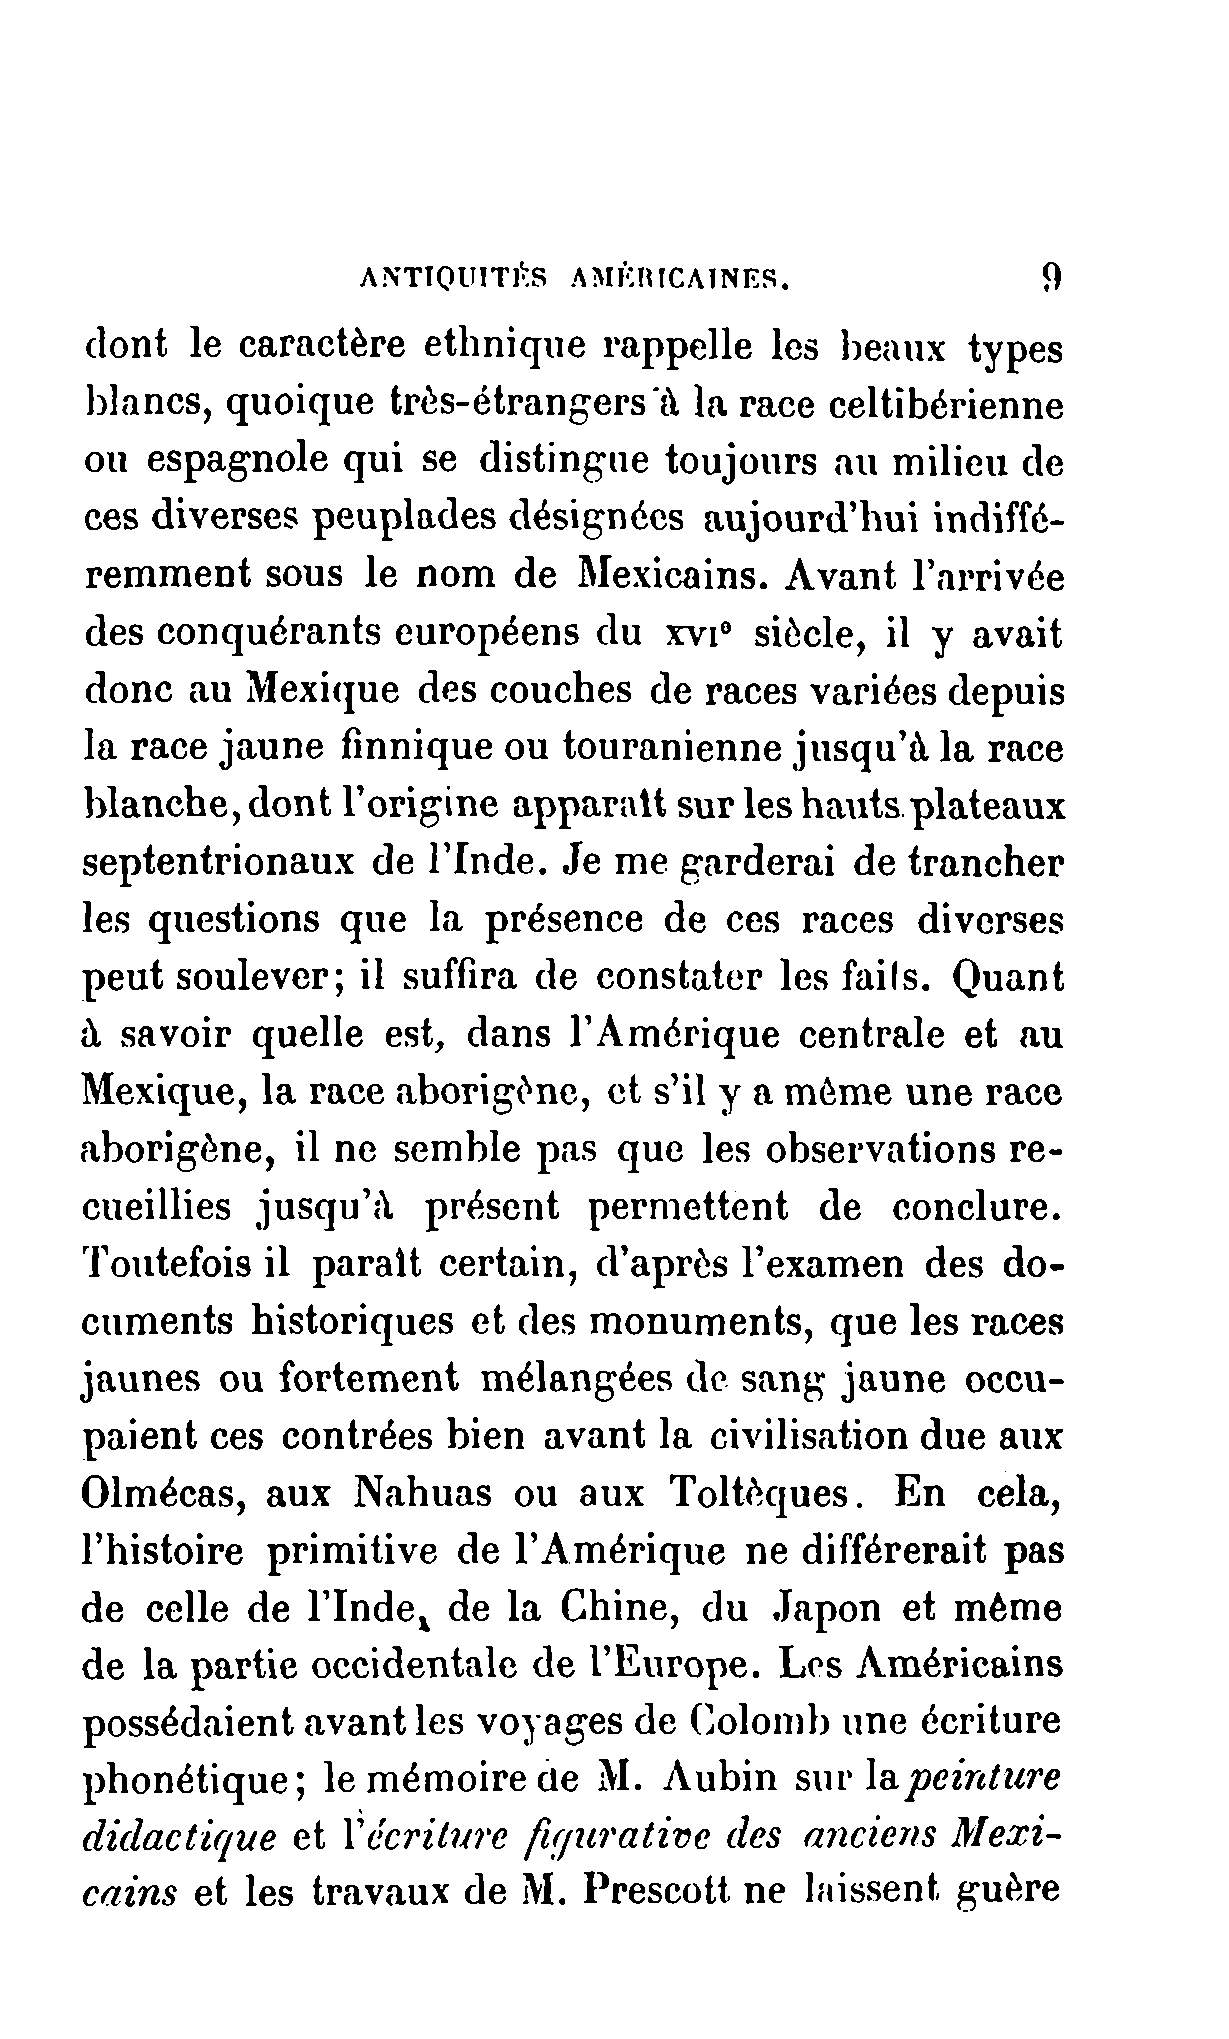 ANTIQUITÉS AMÉRICAINES. 9
dont le caractère ethnique rappelle les beaux types
blancs, quoique très-étrangers à la race celtibérienne
ou espagnole qui se distingue toujours au milieu de
ces diverses peuplades désignées aujourd'hui indiffé-
remment sous le nom de Mexicains. Avant l'arrivée
des conquérants européens du XVIe siècle, il y avait
donc au Mexique des couches de races variées depuis
la race jaune finnique ou touranienne jusqu'à la race
blanche, dont l'origine apparaît sur les hauts plateaux
septentrionaux de l'Inde. Je me garderai de trancher
les questions que la présence de ces races diverses
peut soulever; il suffira de constater les faits. Quant
à savoir quelle est, dans l'Amérique centrale et au
Mexique, la race aborigène, et s'il y a même une race
aborigène, il ne semble pas que les observations re-
cueillies jusqu'à présent permettent de conclure.
Toutefois il paraît certain, d'après l'examen des do-
cuments historiques et des monuments, que les races
jaunes ou fortement mélangées de sang jaune occu-
paient ces contrées bien avant la civilisation due aux
Olmécas, aux Nahuas ou aux Toltèques. En cela,
l'histoire primitive de l'Amérique ne différerait pas
de celle de l'Inde, de la Chine, du Japon et même
de la partie occidentale de l'Europe. Les Américains
possédaient avant les voyages de Colomb une écriture
phonétique; le mémoire de M. Aubin sur la peinture
didactique et l'écriture figurative des anciens Mexi-
cains et les travaux de M. Prescott ne laissent guère